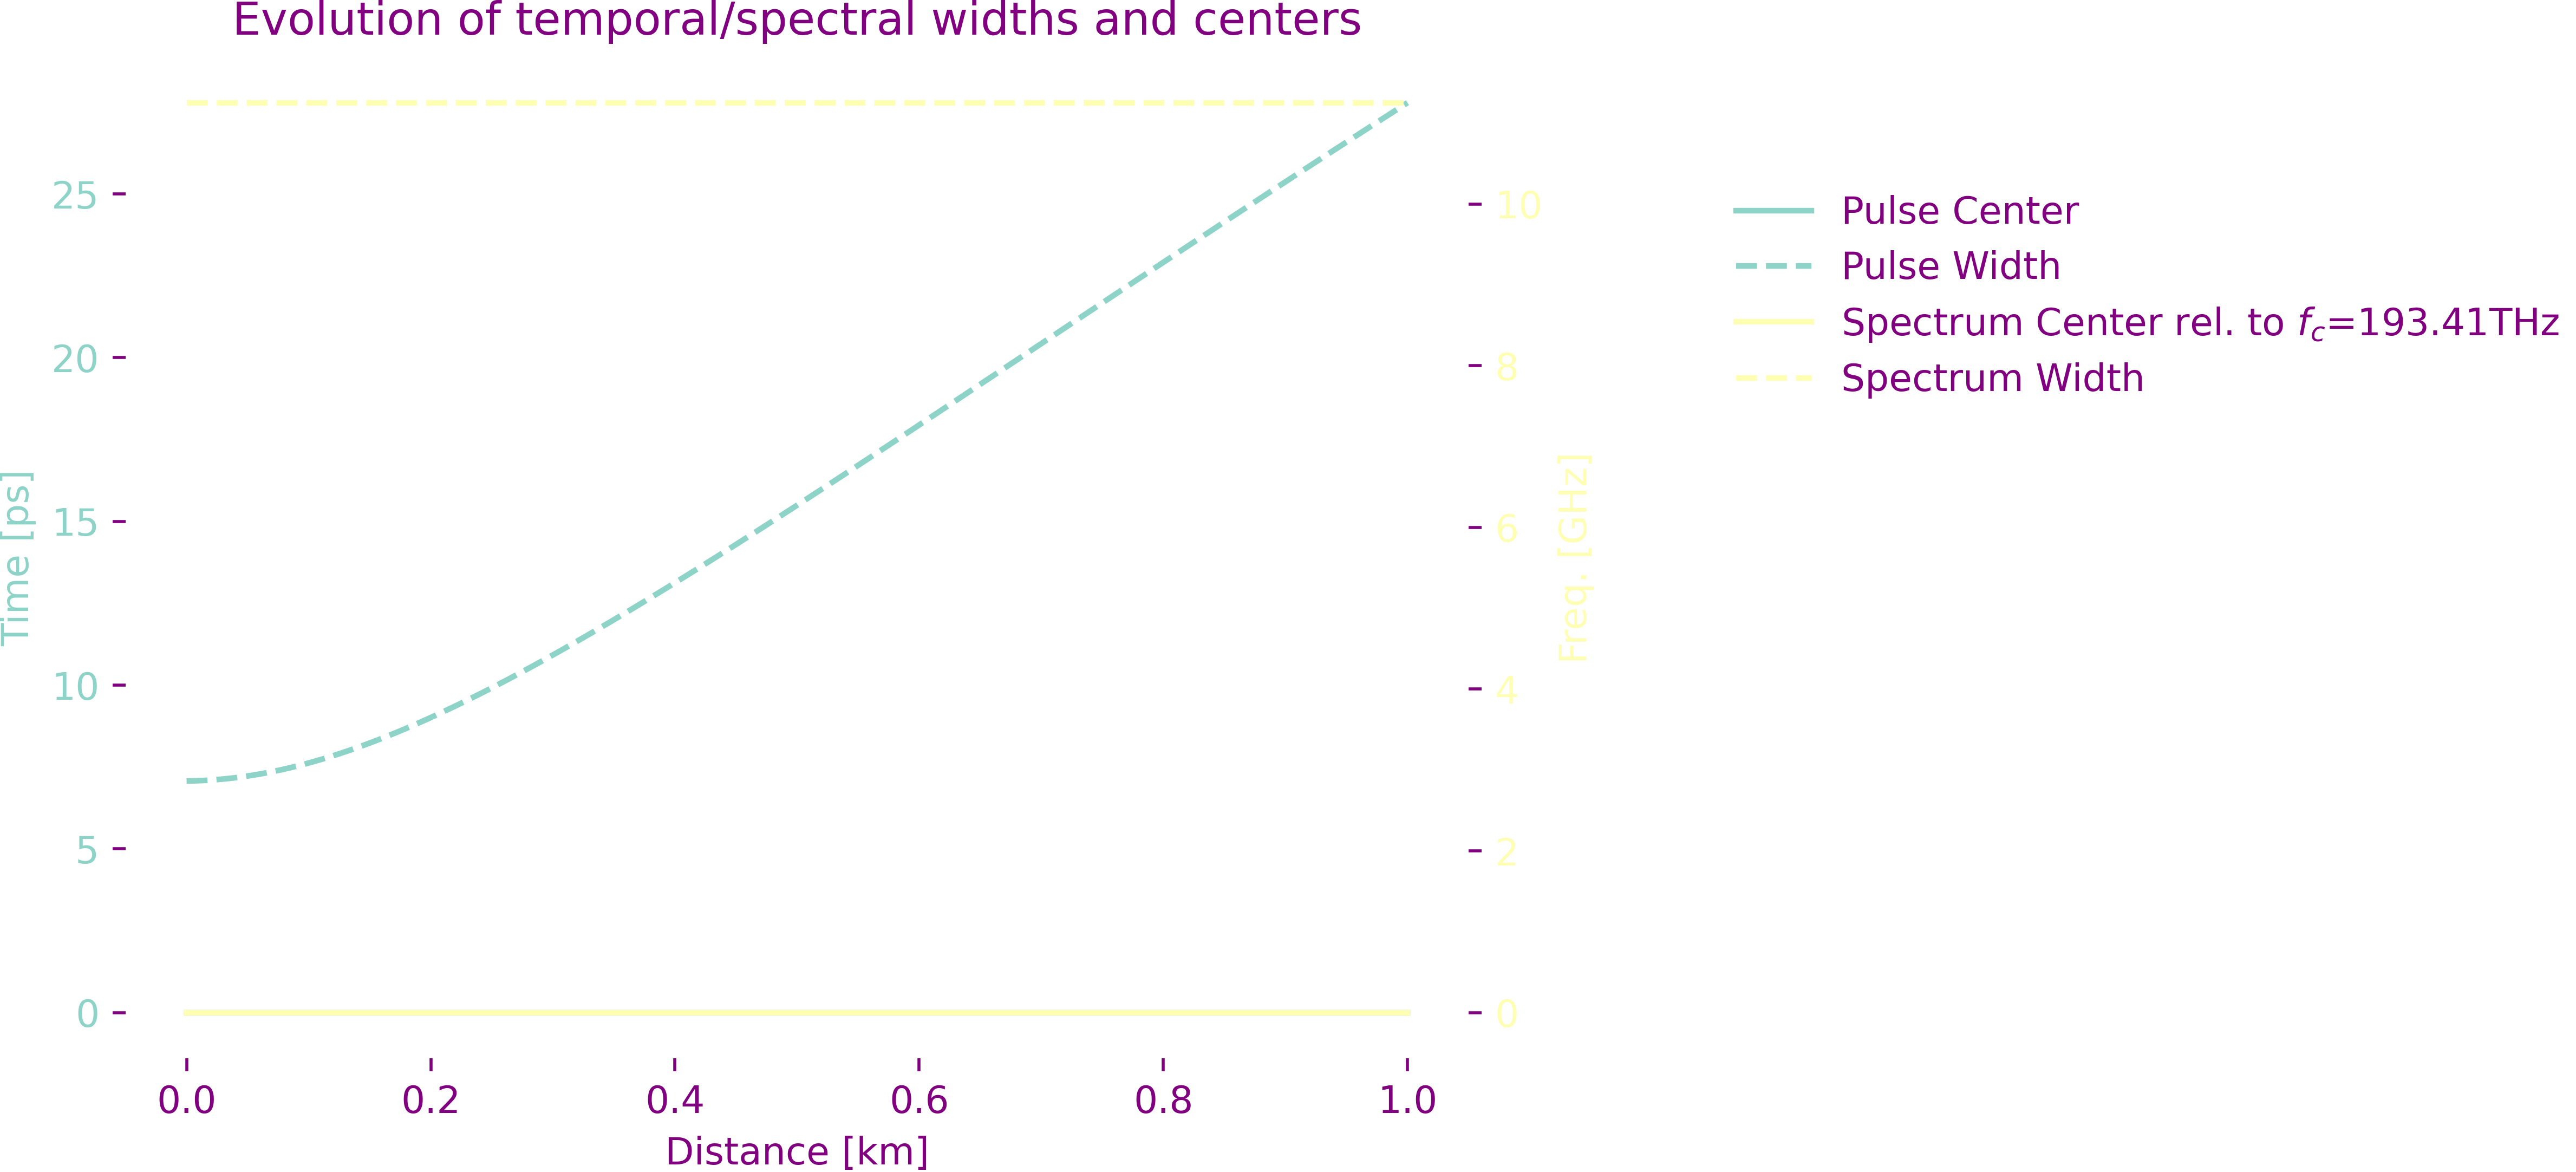 Evolution of temporal/spectral widths and centers
25
20
15
10
5
0
Time [ps]
0.0 0.2 0.4 0.6 0.8 1.0
Distance [km]
10
8
6
4
2
0
Freq. [GHz]
Pulse Center
Pulse Width
Spectrum Center rel. to f_c=193.41THz
Spectrum Width